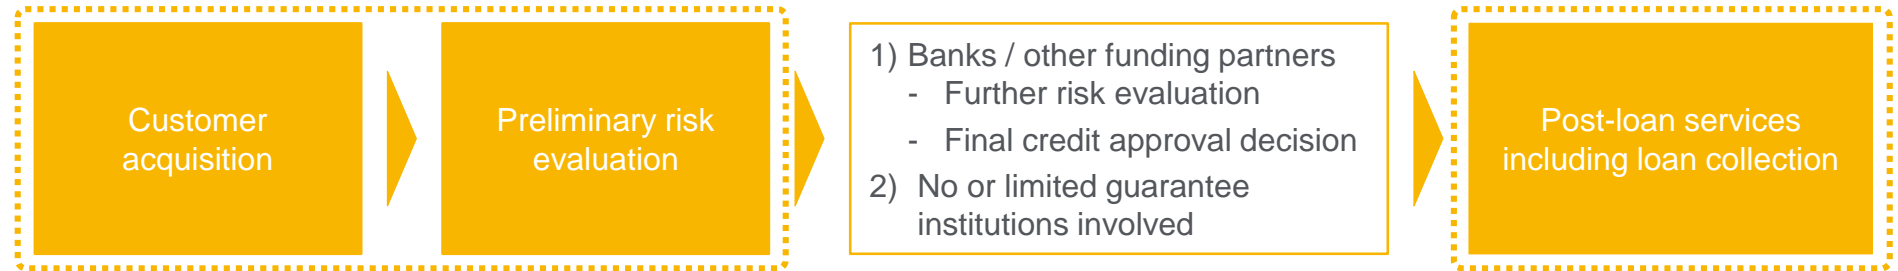 Customer
acquisition
Preliminary risk
evaluation
1) Banks / other funding partners
- Further risk evaluation
- Final credit approval decision
2) No or limited guarantee
institutions involved
Post-loan services
including loan collection